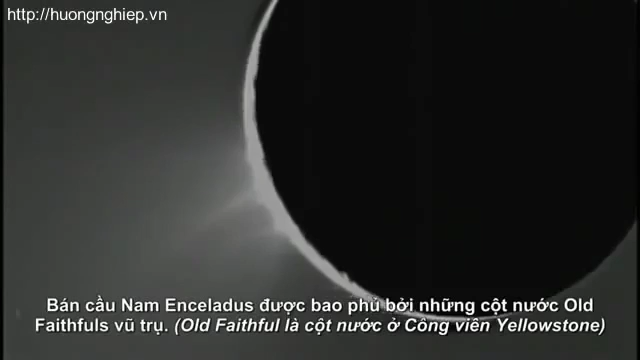 http://huongnghiep.vn
Bán cầu Nam Enceladus được bao phủ bởi những cột nước Old
Faithfuls vũ trụ. (Old Faithful là cột nước ở Công viên Yellowstone)